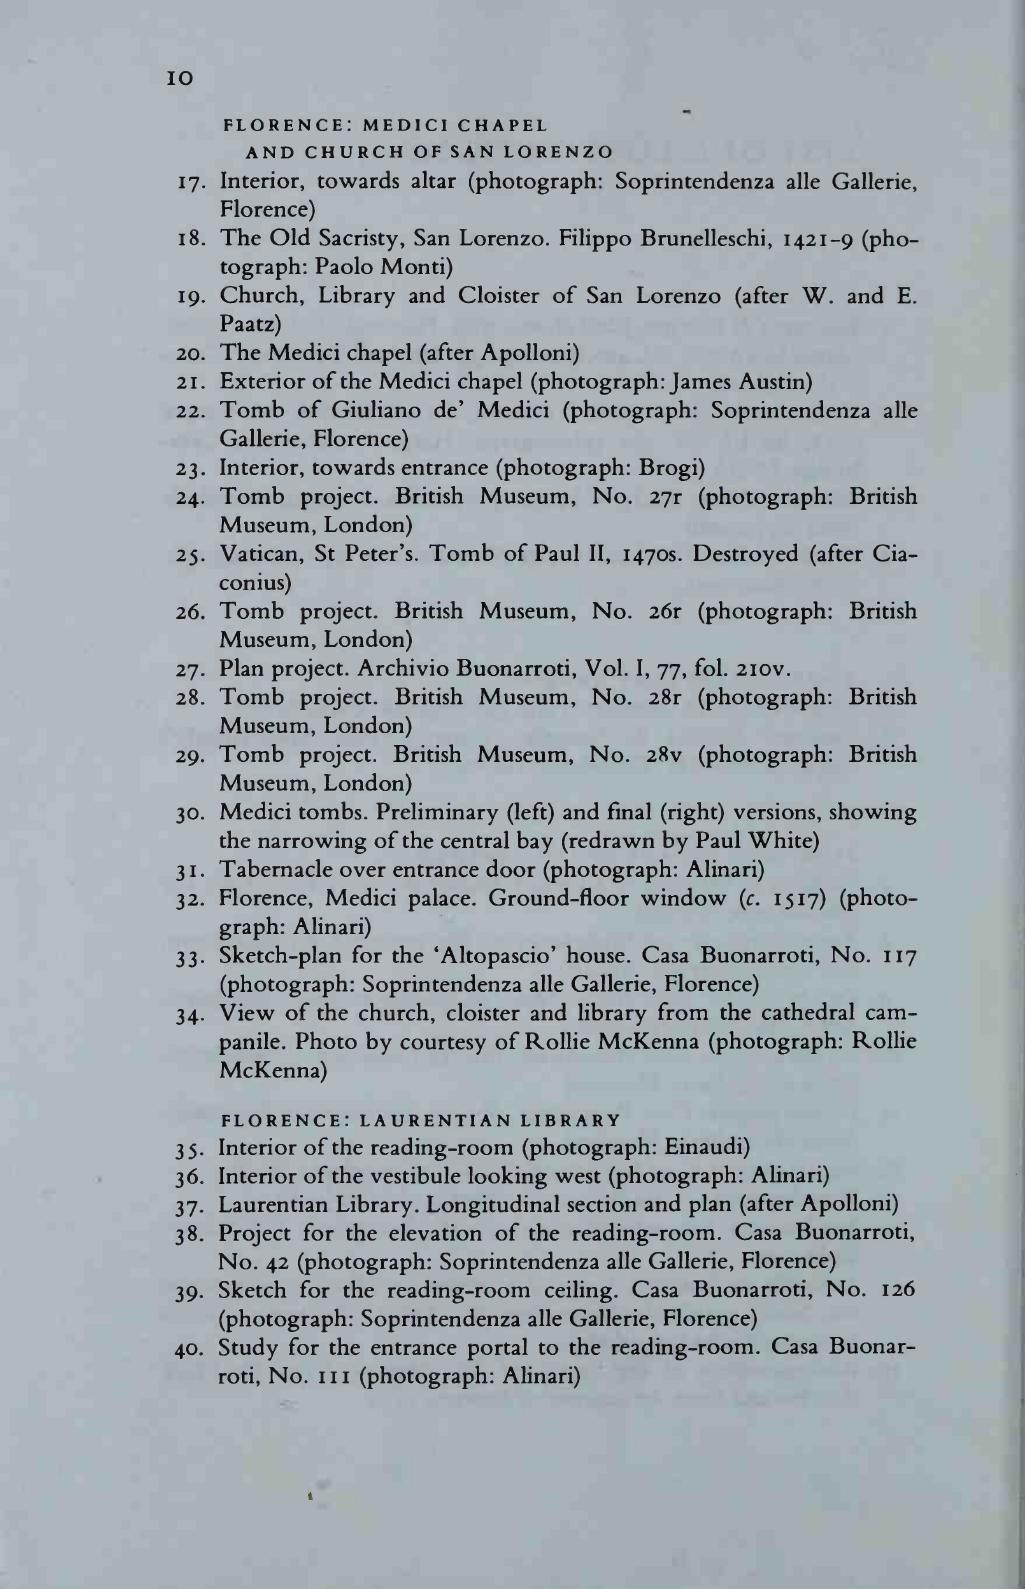 10
FLORENCE: MEDICI CHAPEL
AND CHURCH OF SAN LORENZO
17. Interior, towards altar (photograph: Soprintendenza alle Gallerie,
Florence)
18. The Old Sacristy, San Lorenzo. Filippo Brunelleschi, 1421-9 (pho-
tograph: Paolo Monti)
19. Church, Library and Cloister of San Lorenzo (after W. and E.
Paatz)
20. The Medici chapel (after Apolloni)
21. Exterior of the Medici chapel (photograph: James Austin)
22. Tomb of Giuliano de’ Medici (photograph: Soprintendenza alle
Gallerie, Florence)
23. Interior, towards entrance (photograph: Brogi)
24. Tomb project. British Museum, No. 27r (photograph: British
Museum, London)
25. Vatican, St Peter’s. Tomb of Paul II, 1470s. Destroyed (after Cia-
conius)
26. Tomb project. British Museum, No. 26r (photograph: British
Museum, London)
27. Plan project. Archivio Buonarroti, Vol. I, 77, fol. 210v.
28. Tomb project. British Museum, No. 28r (photograph: British
Museum, London)
29. Tomb project. British Museum, No. 28v (photograph: British
Museum, London)
30. Medici tombs. Preliminary (left) and final (right) versions, showing
the narrowing of the central bay (redrawn by Paul White)
31. Tabernacle over entrance door (photograph: Alinari)
32. Florence, Medici palace. Ground-floor window (c. 1517) (photo-
graph: Alinari)
33. Sketch-plan for the ‘Altopascio’ house. Casa Buonarroti, No. 117
(photograph: Soprintendenza alle Gallerie, Florence)
34. View of the church, cloister and library from the cathedral cam-
panile. Photo by courtesy of Rollie McKenna (photograph: Rollie
McKenna)
FLORENCE: LAURENTIAN LIBRARY
35. Interior of the reading-room (photograph: Einaudi)
36. Interior of the vestibule looking west (photograph: Alinari)
37. Laurentian Library. Longitudinal section and plan (after Apolloni)
38. Project for the elevation of the reading-room. Casa Buonarroti,
No. 42 (photograph: Soprintendenza alle Gallerie, Florence)
39. Sketch for the reading-room ceiling. Casa Buonarroti, No. 126
(photograph: Soprintendenza alle Gallerie, Florence)
40. Study for the entrance portal to the reading-room. Casa Buonar-
roti, No. 111 (photograph: Alinari)